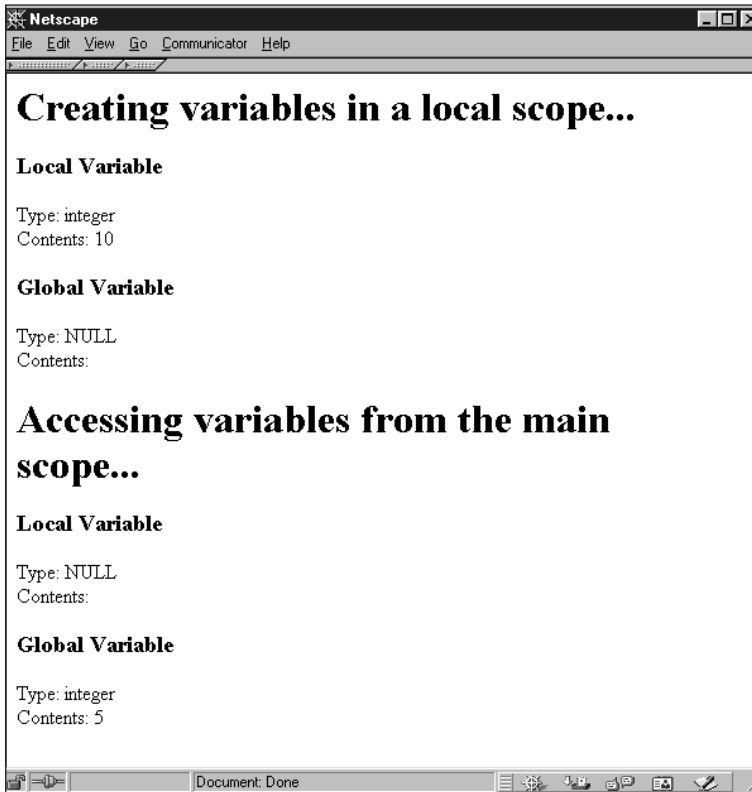 Netscape
File Edit View Go Communicator Help
Creating variables in a local scope...
Local Variable
Type: integer
Contents: 10
Global Variable
Type: NULL
Contents:
Accessing variables from the main
scope...
Local Variable
Type: NULL
Contents:
Global Variable
Type: integer
Contents: 5
Document: Done